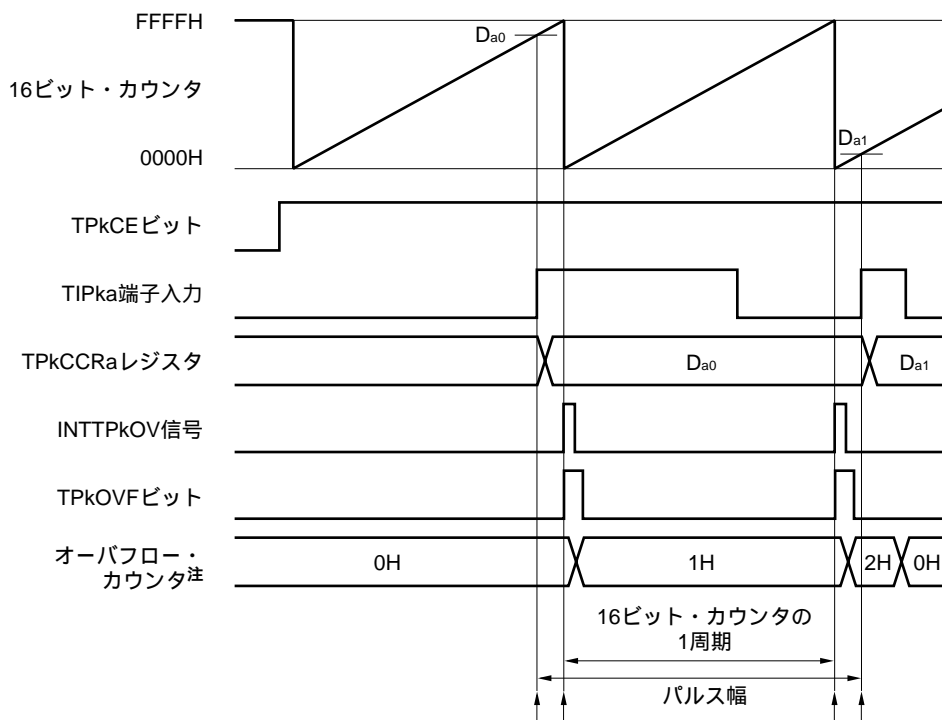 FFFFH
Da0
16ビット・カウンタ
Da1
0000H
TPkCEビット
TIPka端子入力
TPkCCRaレジスタ
Da0
Da1
INTTPkOV信号
TPkOVFビット
オーバフロー・
カウンタ注
0H
1H
2H
0H
16ビット・カウンタの
1周期
パルス幅